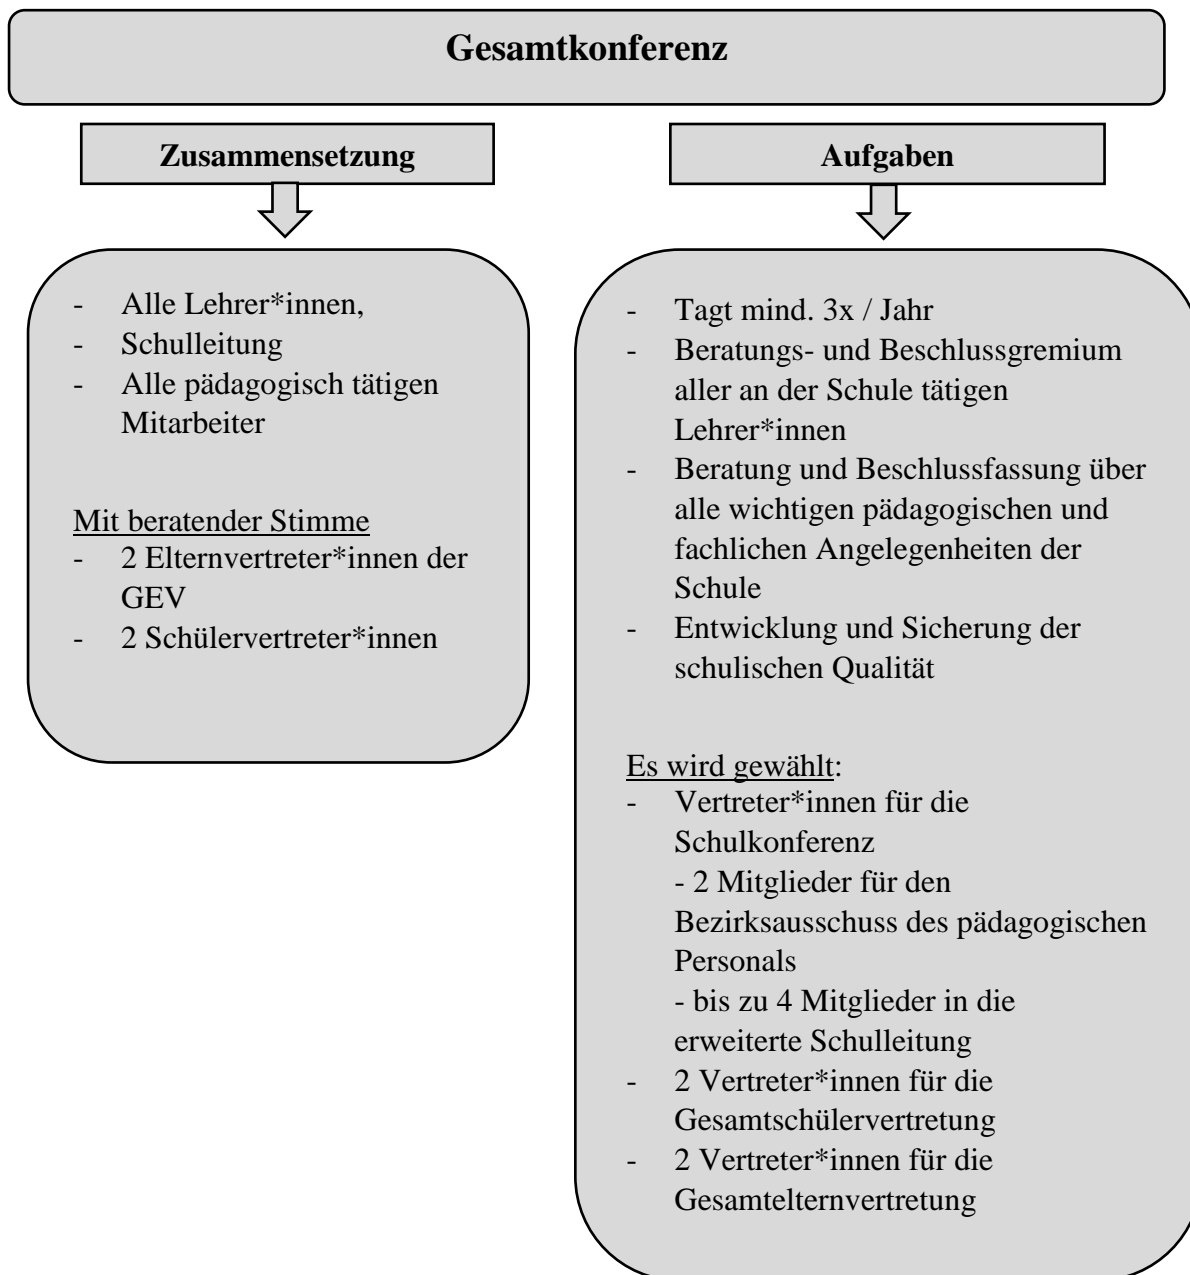 Gesamtkonferenz
Zusammensetzung
- Alle Lehrer*innen,
- Schulleitung
- Alle pädagogisch tätigen
Mitarbeiter
Mit beratender Stimme
- 2 Elternvertreter*innen der
GEV
- 2 Schülervertreter*innen
Aufgaben
- Tagt mind. 3x / Jahr
- Beratungs- und Beschlussgremium
aller an der Schule tätigen
Lehrer*innen
- Beratung und Beschlussfassung über
alle wichtigen pädagogischen und
fachlichen Angelegenheiten der
Schule
- Entwicklung und Sicherung der
schulischen Qualität
Es wird gewählt:
- Vertreter*innen für die
Schulkonferenz
- 2 Mitglieder für den
Bezirksausschuss des pädagogischen
Personals
- bis zu 4 Mitglieder in die
erweiterte Schulleitung
- 2 Vertreter*innen für die
Gesamtschülervertretung
- 2 Vertreter*innen für die
Gesamtelternvertretung